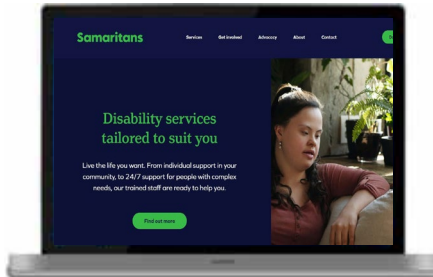 Samaritans
Services Get involved Advocacy About Contact
Disability services
tailored to suit you
Live the life you want. From individual support in your
community, to 24/7 support for people with complex
needs, our trained staff are ready to help you.
Find out more